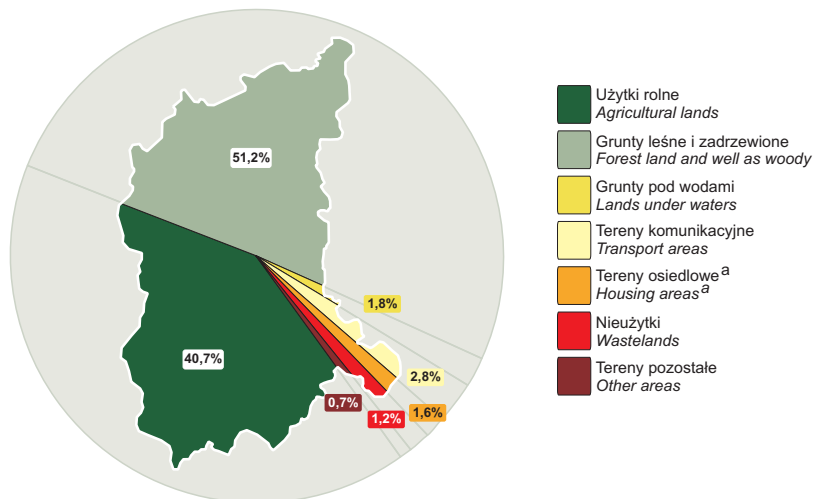 51,2%
40,7%
1,8%
2,8%
1,6%
1,2%
0,7%
Użytki rolne
Agricultural lands
Grunty leśne i zadrzewione
Forest land and well as woody
Grunty pod wodami
Lands under waters
Tereny komunikacyjne
Transport areas
Tereny osiedlowe a
Housing areas a
Nieużytki
Wastelands
Tereny pozostałe
Other areas